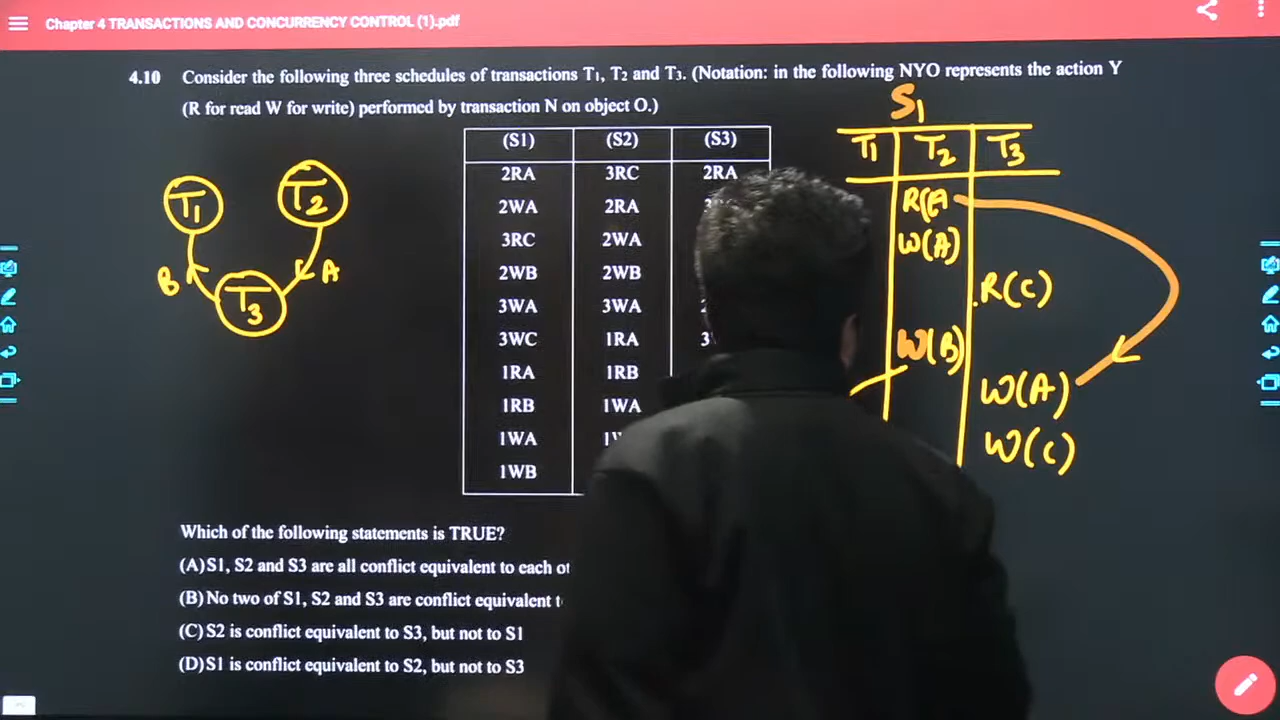 Chapter 4 TRANSACTIONS AND CONCURRENCY CONTROL (1).pdf
4.10 Consider the following three schedules of transactions T1, T2 and T3. (Notation: in the following NYO represents the action Y
(R for read W for write) performed by transaction N on object O.)
S1
T1 T2 T3
(S1) (S2) (S3)
2RA 3RC 2RA
2WA 2RA
3RC 2WA
2WB 2WB
3WA 3WA
3WC 1RA
1RA 1RB
1RB 1WA
1WA
1WB
T1 T2
B A
T3
R(A
W(A)
R(C)
W(B)
W(A)
W(C)
Which of the following statements is TRUE?
(A) S1, S2 and S3 are all conflict equivalent to each
(B) No two of S1, S2 and S3 are conflict equivalent
(C) S2 is conflict equivalent to S3, but not to S1
(D) S1 is conflict equivalent to S2, but not to S3